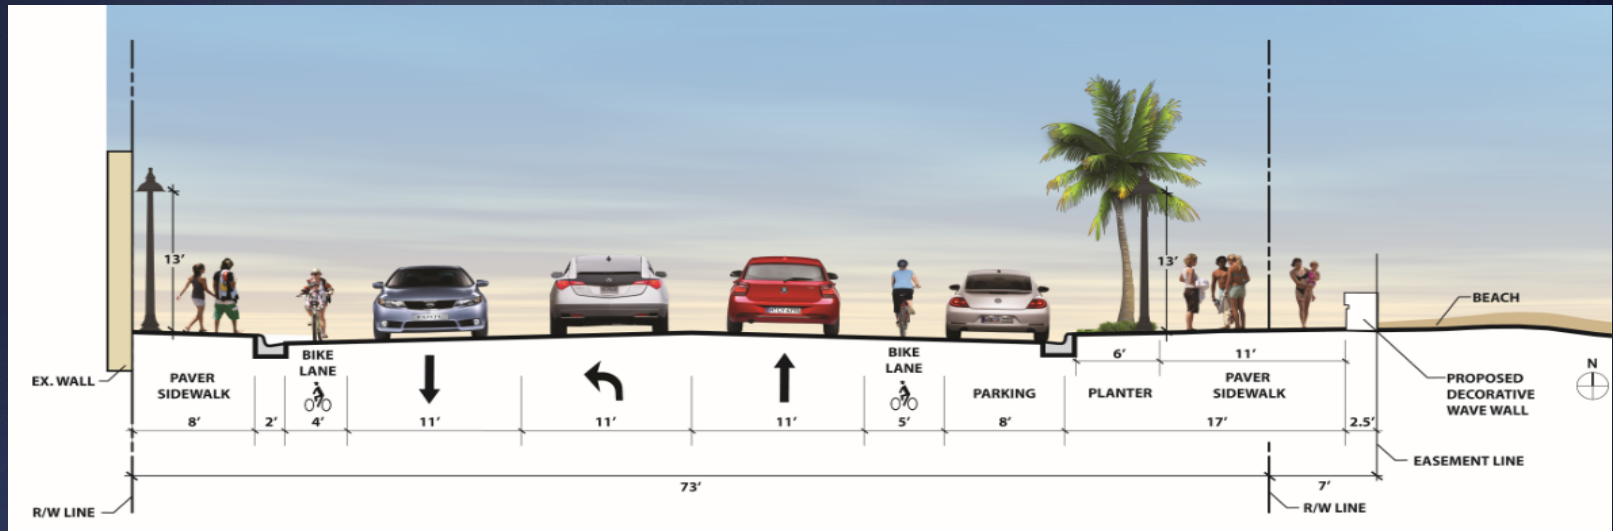 13'
13'
BEACH
N
EX. WALL
PAVER
SIDEWALK
8'
2'
BIKE
LANE
4'
11'
11'
11'
BIKE
LANE
5'
PARKING
8'
6'
PLANTER
11'
PAVER
SIDEWALK
17'
2.5'
PROPOSED
DECORATIVE
WAVE WALL
EASEMENT LINE
73'
7'
R/W LINE
R/W LINE